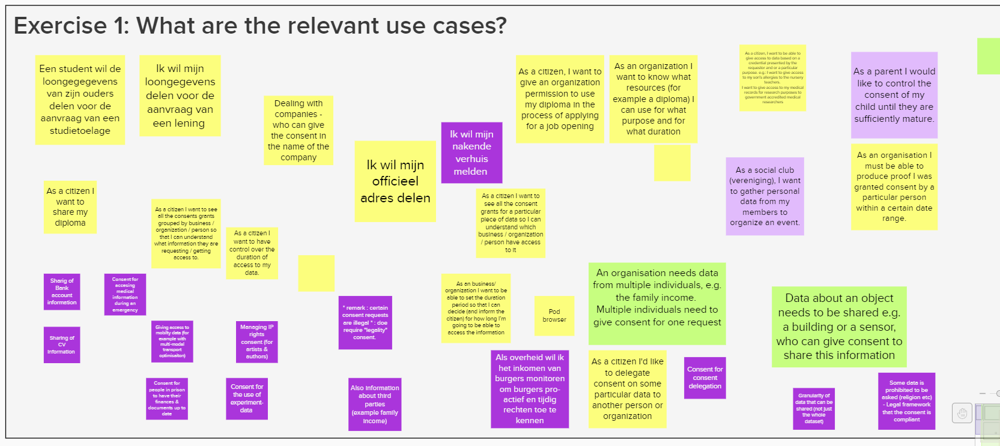 Exercise 1: What are the relevant use cases?
Een student wil de
loongegegevens
van zijn ouders
delen voor de
aanvraag van een
studietoelage
Ik wil mijn
loongegevens
delen voor de
aanvraag van
een lening
Dealing with
companies -
who can give
the consent in
the name of the
company
Ik wil mijn
officieel
adres delen
Ik wil mijn
nakende
verhuis
melden
As a citizen, I want to
give an organization
permission to use
my diploma in the
process of applying
for a job opening
As an organization I
want to know what
resources (for
example a diploma) I
can use for what
purpose and for
what duration
As a citizen, I want to be able to
give access to data based on a
credential presented by the
requestor and or a particular
purpose. e.g.: I want to give access
to my son's allergies to the nursery
teachers.
I want to give access to my medical
records for research purposes to
government accredited medical
researchers
As a parent I would
like to control the
consent of my
child until they are
sufficiently mature.
As a social club
(vereniging), I want
to gather personal
data from my
members to
organize an event.
As an organisation I
must be able to
produce proof I was
granted consent by a
particular person
within a certain date
range.
As a citizen I
want to
share my
diploma
As a citizen I want to see
all the consents grants
grouped by business /
organization / person so
that I can understand
what information they are
requesting / getting
access to.
As a citizen I
want to have
control over the
duration of
access to my
data.
As a citizen I want to
see all the consent
grants for a particular
piece of data so I can
understand which
business / organization
/ person have access
to it
Sharig of
Bank
account
information
Consent for
accesing
medical
information
during an
emergency
Sharing of
CV
information
Giving access to
mobilty data (for
example with
multi-modal
transport
optimisaiton)
Managing IP
rights
consent (for
artists &
authors)
* remark : certain
consent requests
are illegal * : doe
require "legality"
consent.
As an business/
organization I want to be
able to set the duration
period so that I can
decide (and inform the
citizen) for how long I'm
going to be able to
access the information
Pod
browser
An organisation needs data
from multiple individuals, e.g.
the family income.
Multiple individuals need to
give consent for one request
Data about an object
needs to be shared e.g.
a building or a sensor,
who can give consent to
share this information
Consent for
people in prison
to have their
finances &
documents up to
date
Consent for
the use of
experiment-
data
Also information
about third
parties
(example family
income)
Als overheid wil ik
het inkomen van
burgers monitoren
om burgers pro-
actief en tijdig
rechten toe te
kennen
As a citizen I'd like
to delegate
consent on some
particular data to
another person or
organization
Consent for
consent
delegation
Granularity of
data that can be
shared (not just
the whole
dataset)
Some data is
prohibited to be
asked (religion etc)
- Legal framework
that the consent is
compliant